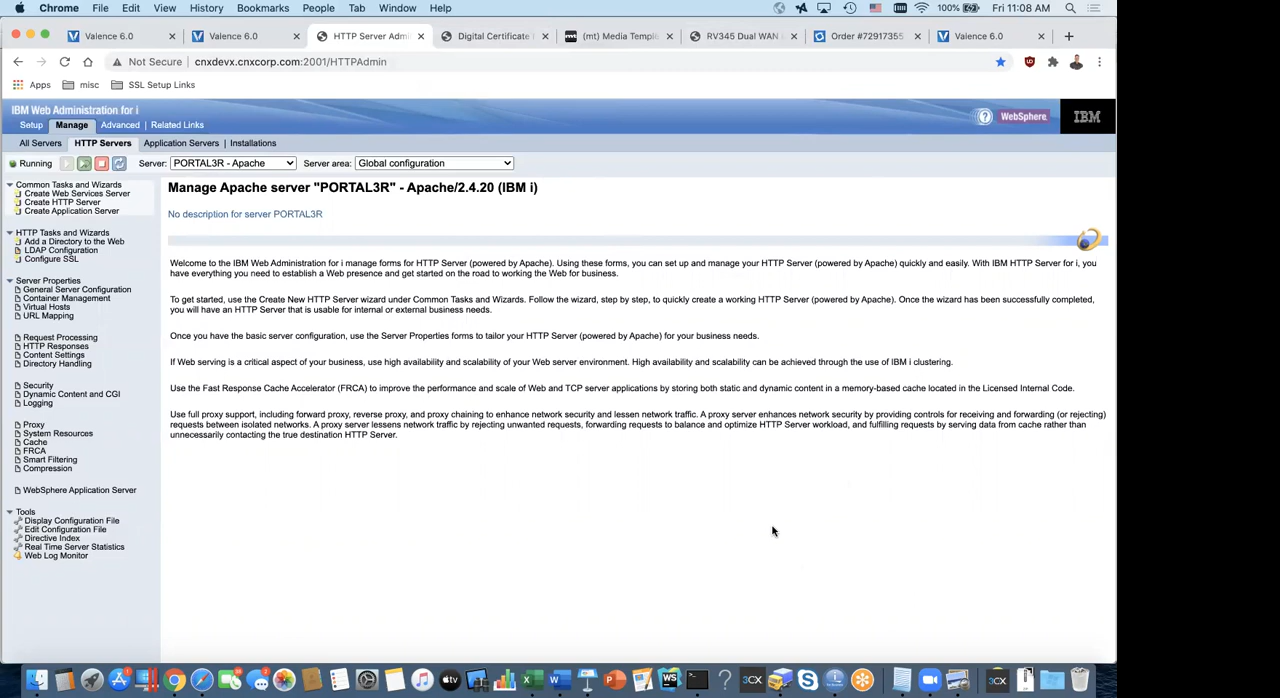 Chrome File Edit View History Bookmarks People Tab Window Help 100% Fri 11:08 AM
Valence 6.0 Valence 6.0 HTTP Server Admi Digital Certificate (mt) Media Temple RV345 Dual WAN Order #72917355 Valence 6.0
Not Secure cnxdevx.cnxcorp.com:2001/HTTPAdmin
Apps misc SSL Setup Links
IBM Web Administration for i
WebSphere IBM
Setup Manage Advanced Related Links
All Servers HTTP Servers Application Servers Installations
Running Server: PORTAL3R - Apache Server area: Global configuration
Common Tasks and Wizards
Create Web Services Server
Create HTTP Server
Create Application Server
HTTP Tasks and Wizards
Add a Directory to the Web
LDAP Configuration
Configure SSL
Server Properties
General Server Configuration
Container Management
Virtual Hosts
URL Mapping
Request Processing
HTTP Responses
Content Settings
Directory Handling
Security
Dynamic Content and CGI
Logging
Proxy
System Resources
Cache
FRCA
Smart Filtering
Compression
WebSphere Application Server
Tools
Display Configuration File
Edit Configuration File
Directive Index
Real Time Server Statistics
Web Log Monitor
Manage Apache server "PORTAL3R" - Apache/2.4.20 (IBM i)
No description for server PORTAL3R
Welcome to the IBM Web Administration for i manage forms for HTTP Server (powered by Apache). Using these forms, you can set up and manage your HTTP Server (powered by Apache) quickly and easily. With IBM HTTP Server for i, you
have everything you need to establish a Web presence and get started on the road to working the Web for business.
To get started, use the Create New HTTP Server wizard under Common Tasks and Wizards. Follow the wizard, step by step, to quickly create a working HTTP Server (powered by Apache). Once the wizard has been successfully completed,
you will have an HTTP Server that is usable for internal or external business needs.
Once you have the basic server configuration, use the Server Properties forms to tailor your HTTP Server (powered by Apache) for your business needs.
If Web serving is a critical aspect of your business, use high availability and scalability of your Web server environment. High availability and scalability can be achieved through the use of IBM i clustering.
Use the Fast Response Cache Accelerator (FRCA) to improve the performance and scale of Web and TCP server applications by storing both static and dynamic content in a memory-based cache located in the Licensed Internal Code.
Use full proxy support, including forward proxy, reverse proxy, and proxy chaining to enhance network security and lessen network traffic. A proxy server enhances network security by providing controls for receiving and forwarding (or rejecting)
requests between isolated networks. A proxy server lessens network traffic by rejecting unwanted requests, forwarding requests to balance and optimize HTTP Server workload, and fulfilling requests by serving data from cache rather than
unnecessarily contacting the true destination HTTP Server.
tv WS 3CX 3CX